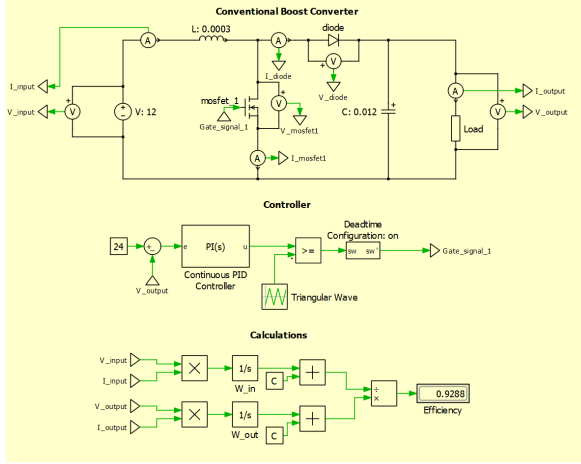 Conventional Boost Converter
L: 0.0003
diode
A
A
I_input
I_diode
V
V_diode
A
I_output
mosfet_1
V_input
V
V: 12
V
C: 0.012
V
V_output
Gate_signal_1
V_mosfet1
Load
A
I_mosfet1
Controller
Deadtime
Configuration: on
24
e
PI(s)
u
>=
sw
sw'
Gate_signal_1
V_output
Continuous PID
Controller
Triangular Wave
Calculations
V_input
I_input
1/s
C
W_in
÷
×
0.9288
Efficiency
V_output
I_output
1/s
C
W_out